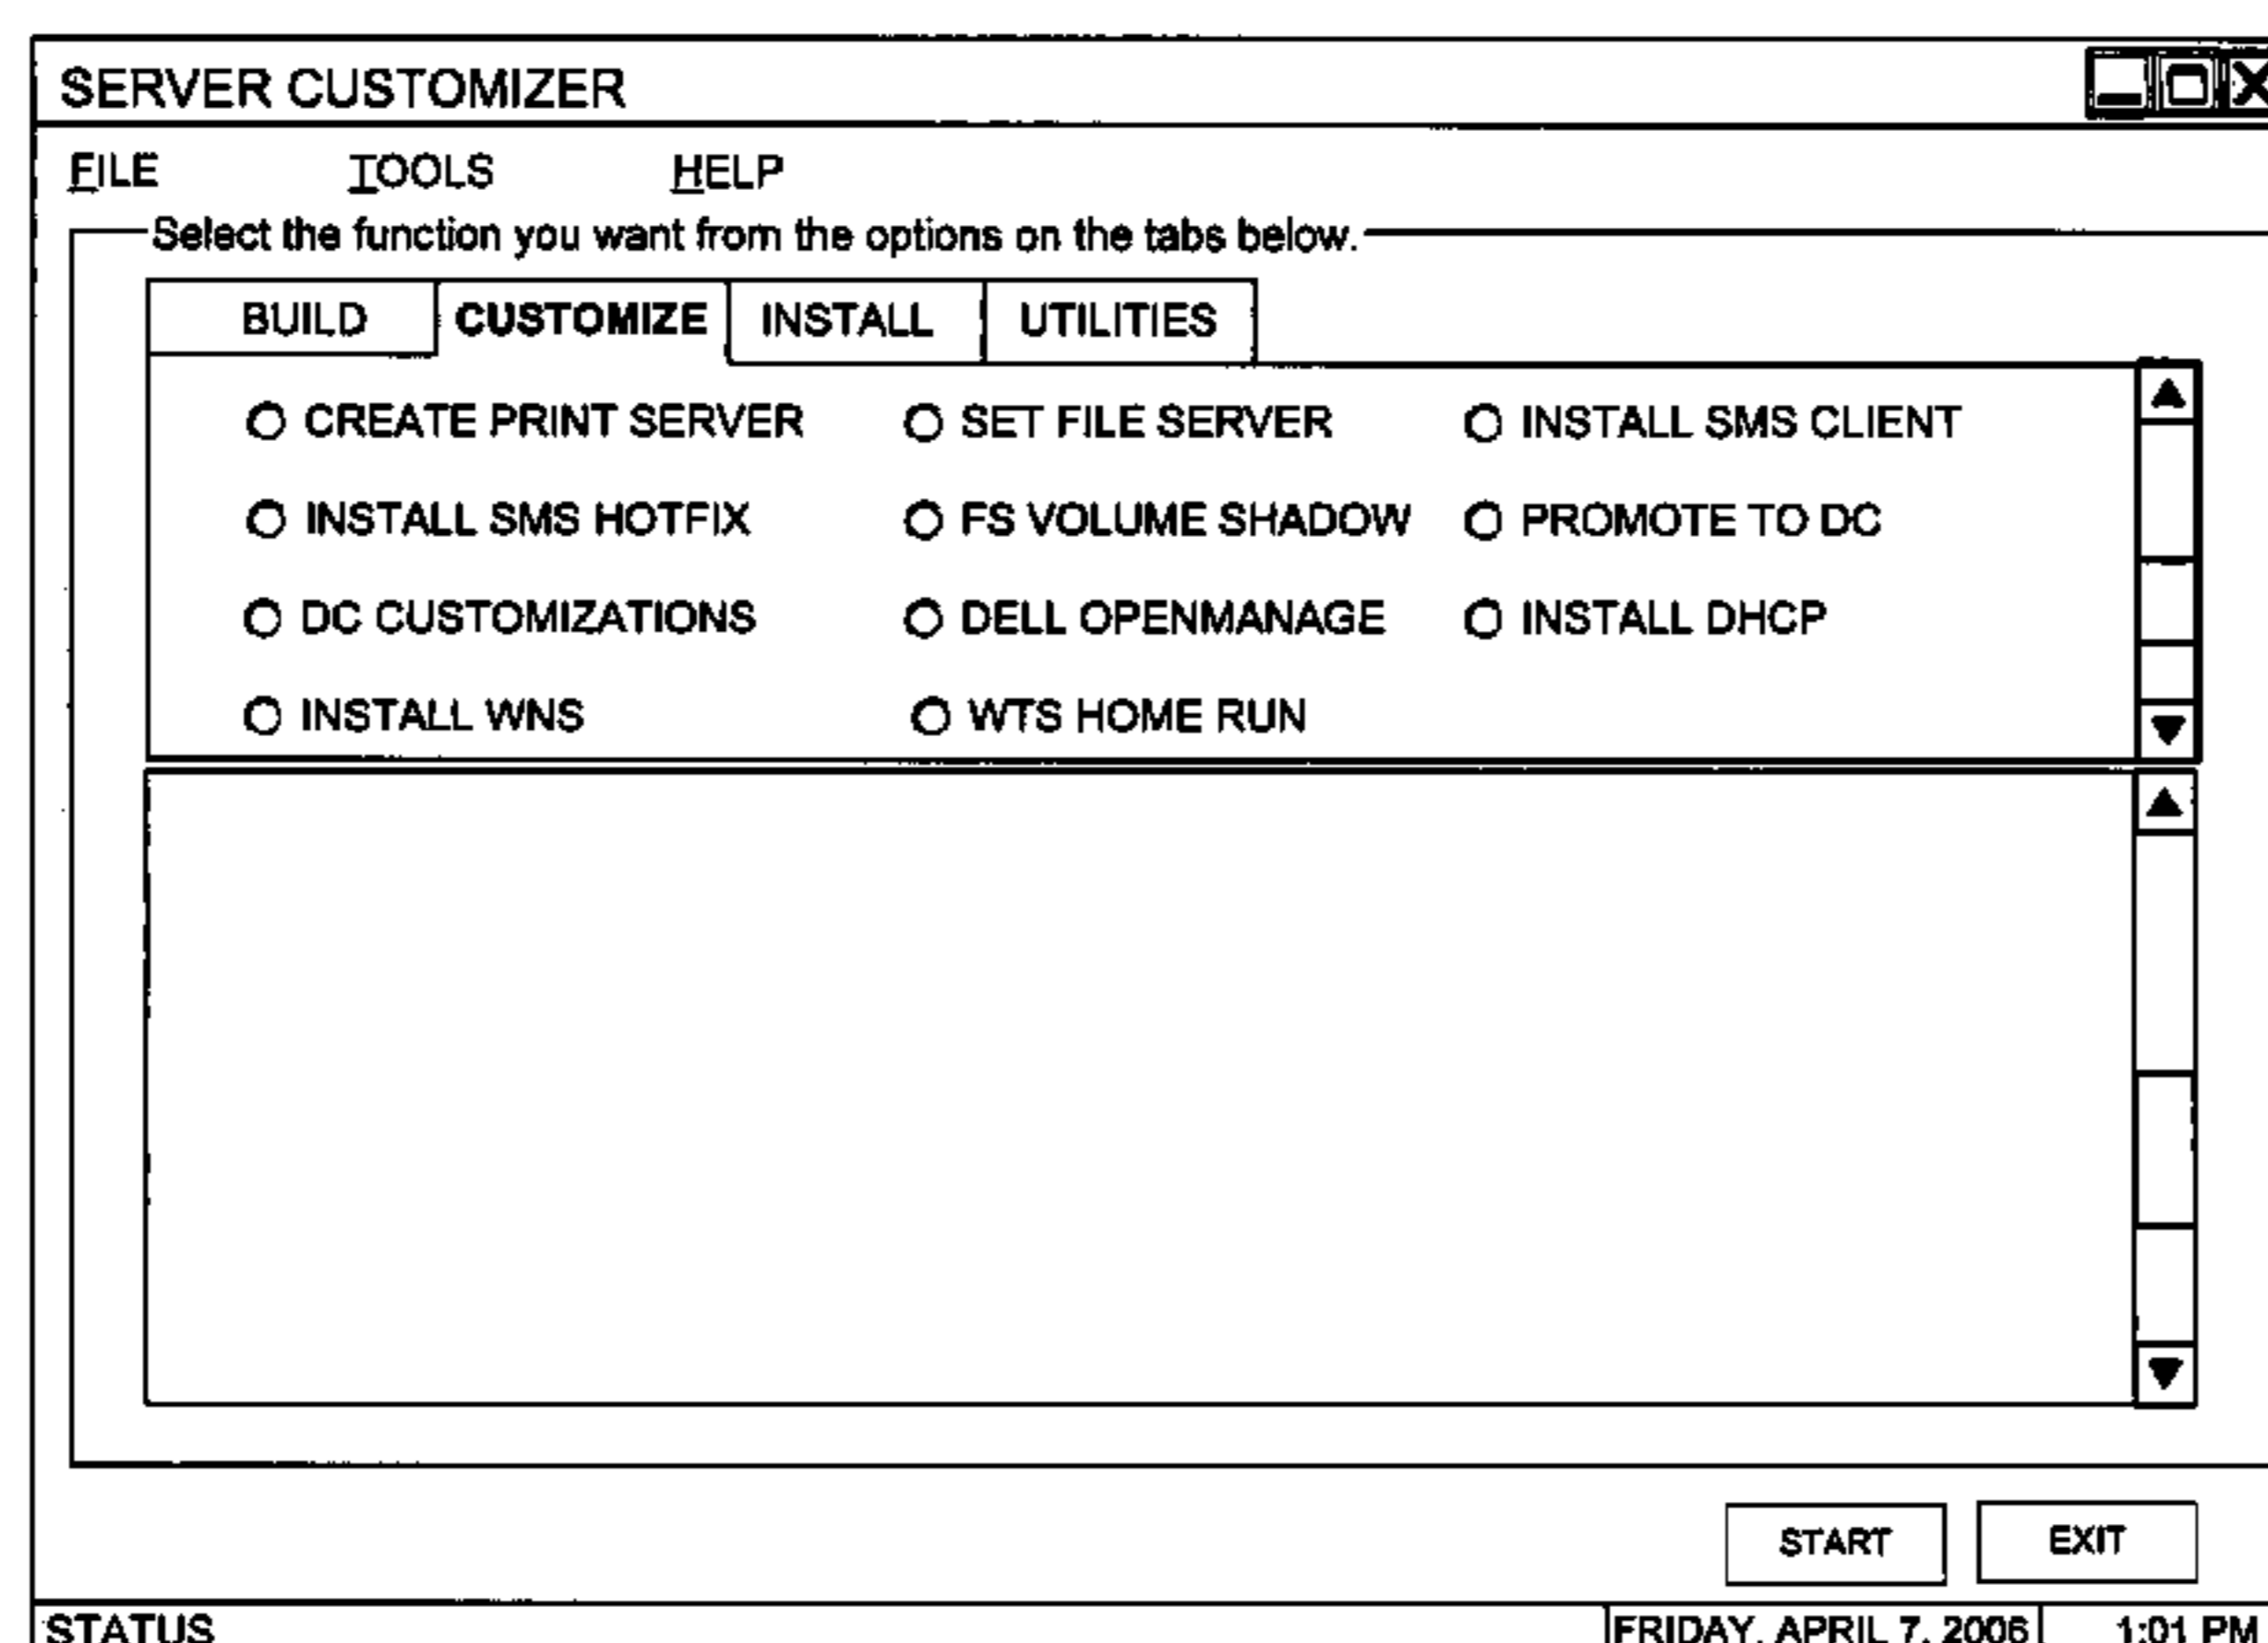 SERVER CUSTOMIZER
FILE TOOLS HELP
Select the function you want from the options on the tabs below.
BUILD CUSTOMIZE INSTALL UTILITIES
CREATE PRINT SERVER SET FILE SERVER INSTALL SMS CLIENT
INSTALL SMS HOTFIX FS VOLUME SHADOW PROMOTE TO DC
DC CUSTOMIZATIONS DELL OPENMANAGE INSTALL DHCP
INSTALL WNS WTS HOME RUN
START EXIT
STATUS FRIDAY, APRIL 7, 2006 1:01 PM